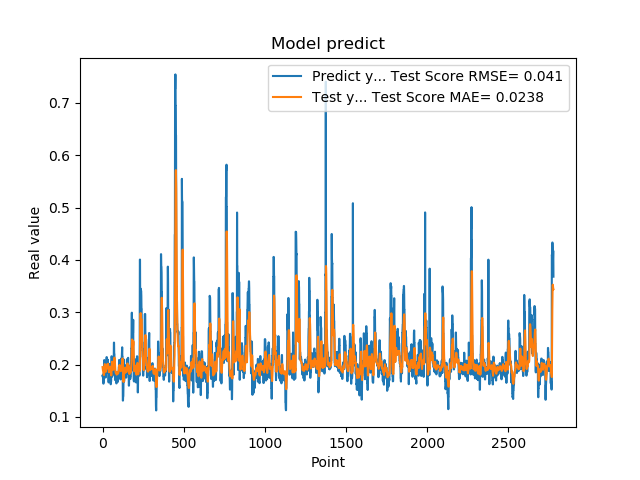 Model predict
Predict y... Test Score RMSE= 0.041
Test y... Test Score MAE= 0.0238
0.7
0.6
0.5
0.4
0.3
0.2
0.1
Real value
0 500 1000 1500 2000 2500
Point